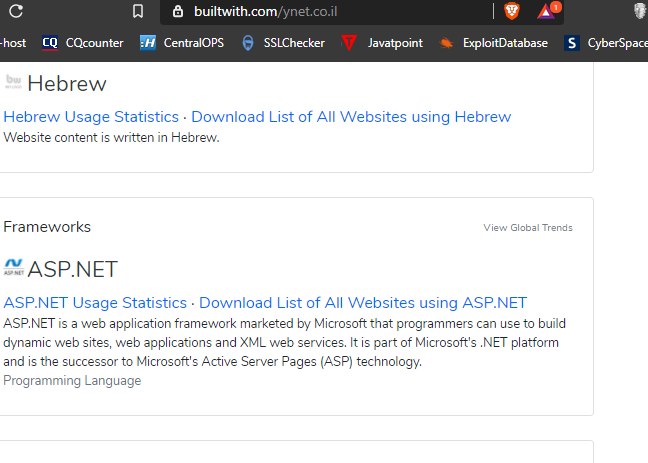 builtwith.com/ynet.co.il
1
-host CQ CQcounter :H CentralOPS SSLChecker Javatpoint ExploitDatabase S CyberSpace
bw Hebrew
Hebrew Usage Statistics · Download List of All Websites using Hebrew
Website content is written in Hebrew.
Frameworks View Global Trends
ASP.NET ASP.NET
ASP.NET Usage Statistics · Download List of All Websites using ASP.NET
ASP.NET is a web application framework marketed by Microsoft that programmers can use to build
dynamic web sites, web applications and XML web services. It is part of Microsoft's .NET platform
and is the successor to Microsoft's Active Server Pages (ASP) technology.
Programming Language